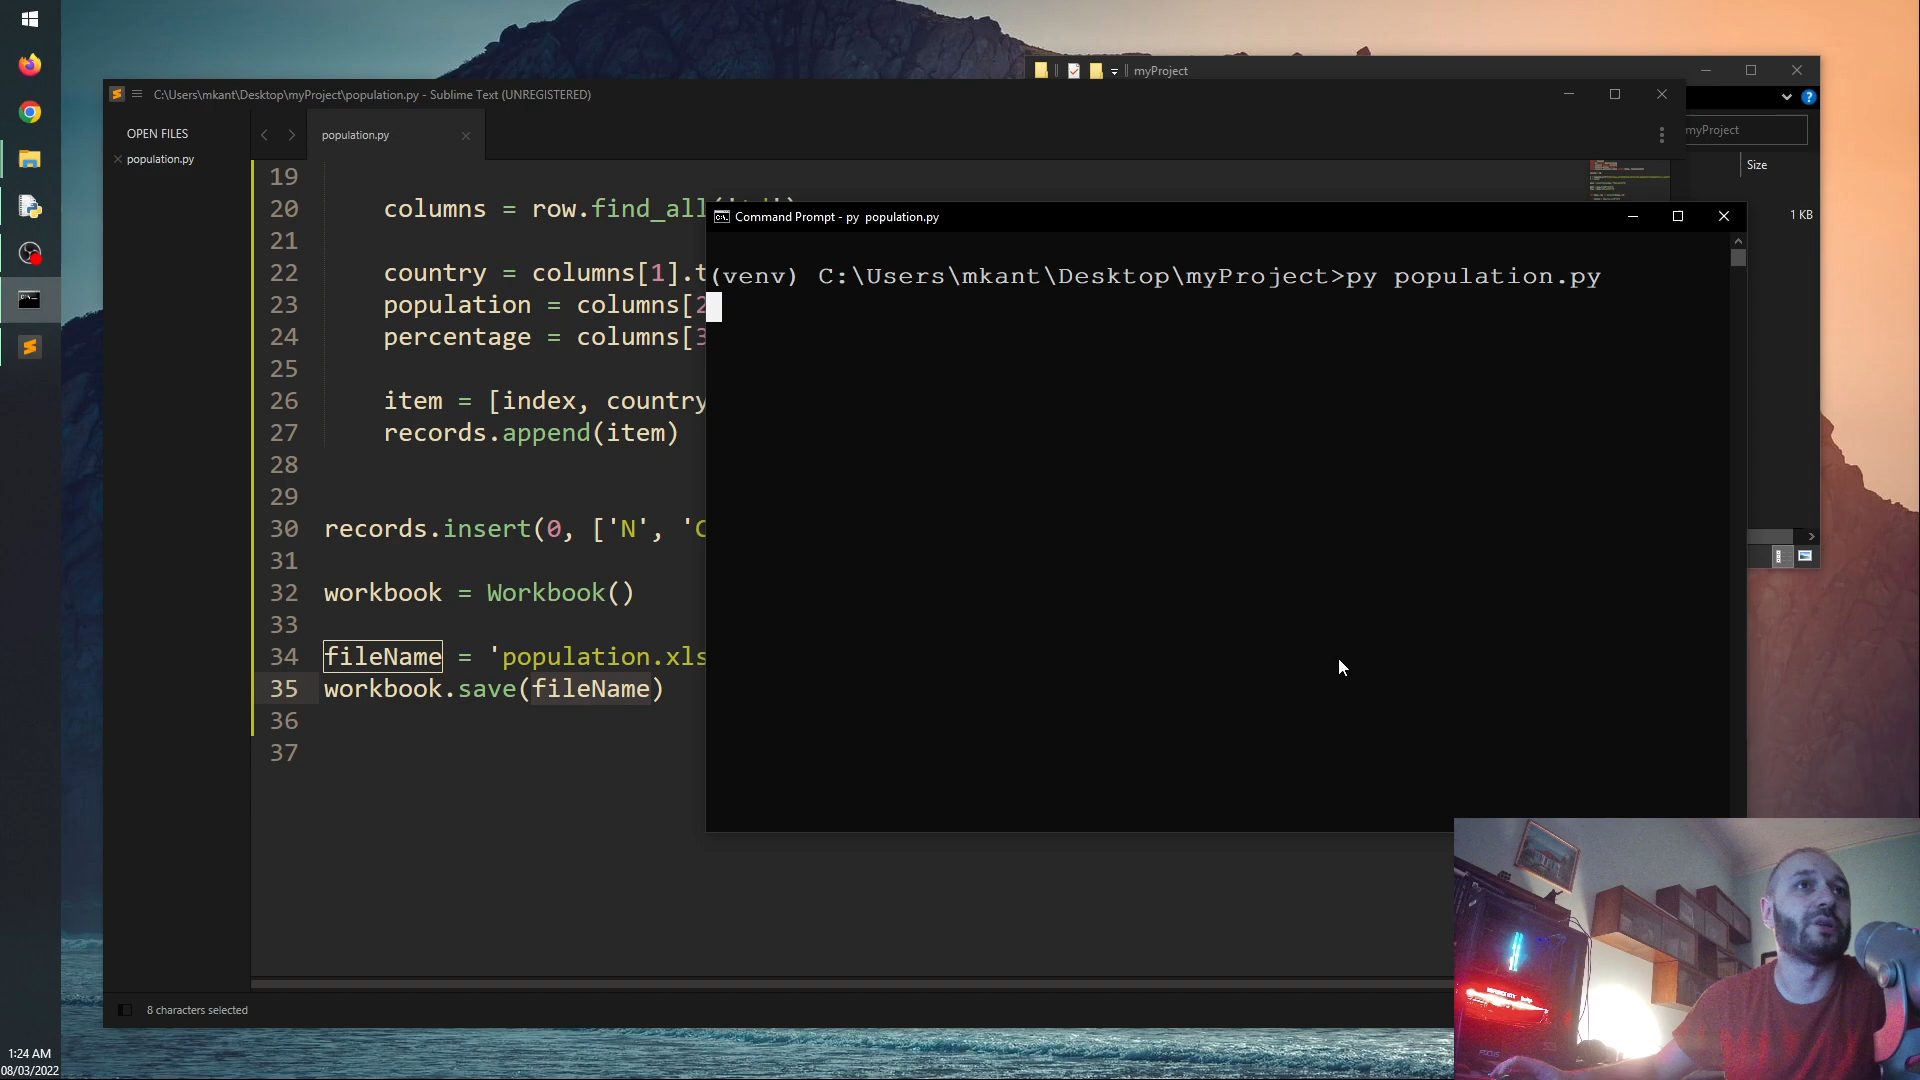 myProject
C:\Users\mkant\Desktop\myProject\population.py - Sublime Text (UNREGISTERED)
OPEN FILES
population.py
population.py
myProject
Size
1 KB
19
20 columns = row.find_all
21
22 country = columns[1].t
23 population = columns[2
24 percentage = columns[3
25
26 item = [index, country
27 records.append(item)
28
29
30 records.insert(0, ['N', 'C
31
32 workbook = Workbook()
33
34 fileName = 'population.xls
35 workbook.save(fileName)
36
37
Command Prompt - py population.py
(venv) C:\Users\mkant\Desktop\myProject>py population.py
8 characters selected
1:24 AM
08/03/2022